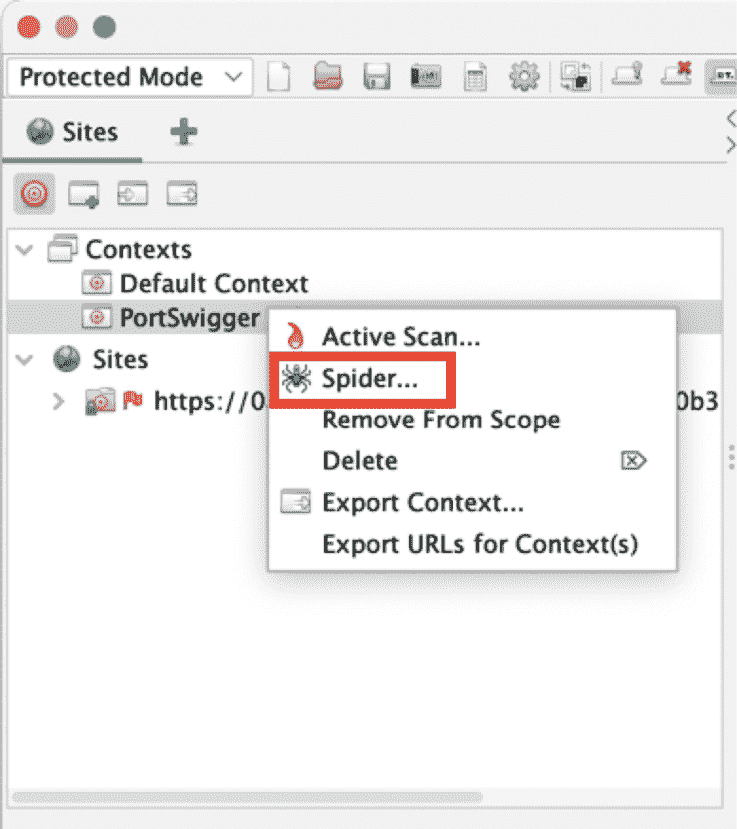 Protected Mode
Sites
Contexts
Default Context
PortSwigger
Active Scan...
Sites
Spider...
https://0 0b3
Remove From Scope
Delete
Export Context...
Export URLs for Context(s)